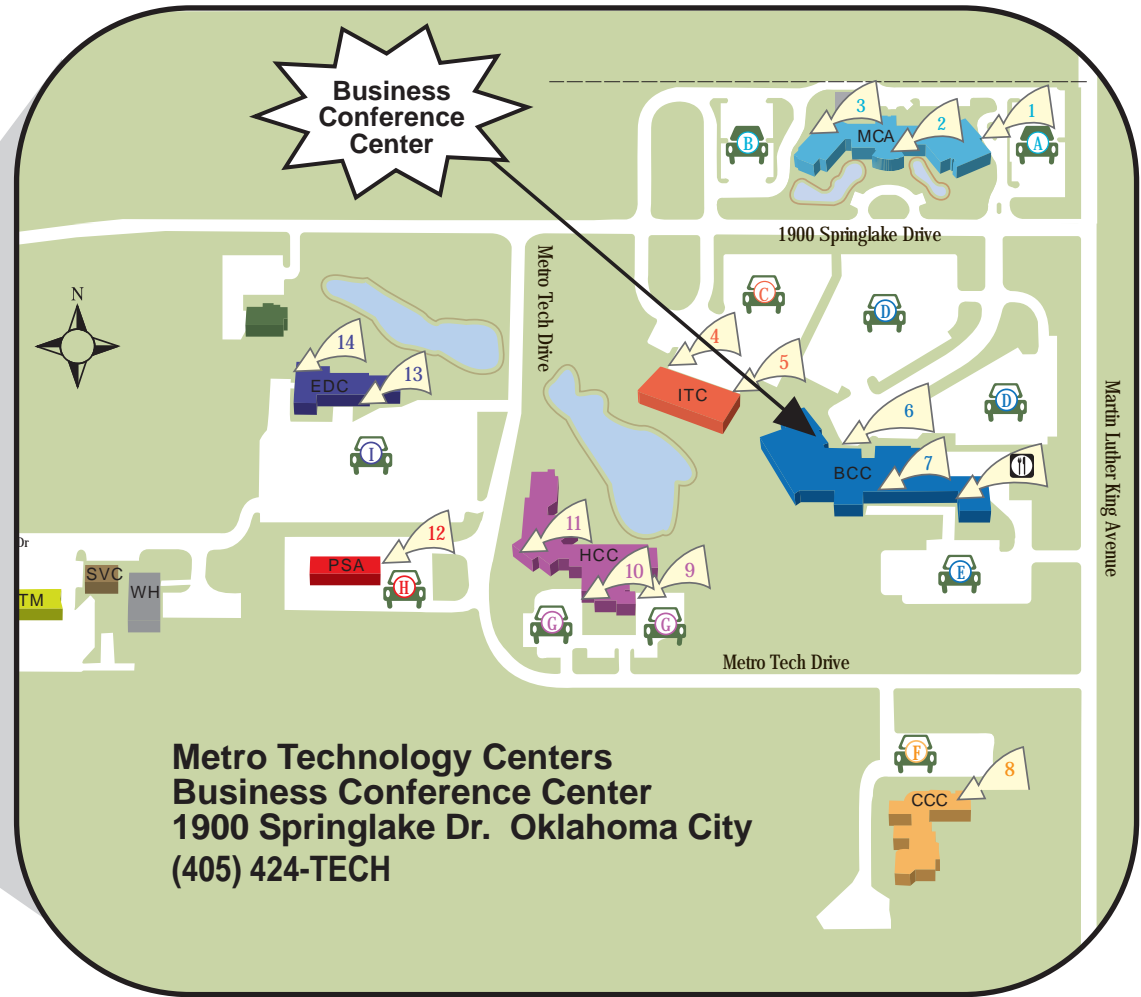 Business
Conference
Center
3
2
1
MCA
B
A
1900 Springlake Drive
Metro Tech Drive
N
C
D
14
13
EDC
4
5
ITC
D
Martin Luther King Avenue
6
7
BCC
I
12
11
PSA
HCC
10
9
H
E
Dr
SVC
WH
TM
G
G
Metro Tech Drive
F
8
CCC
Metro Technology Centers
Business Conference Center
1900 Springlake Dr. Oklahoma City
(405) 424-TECH